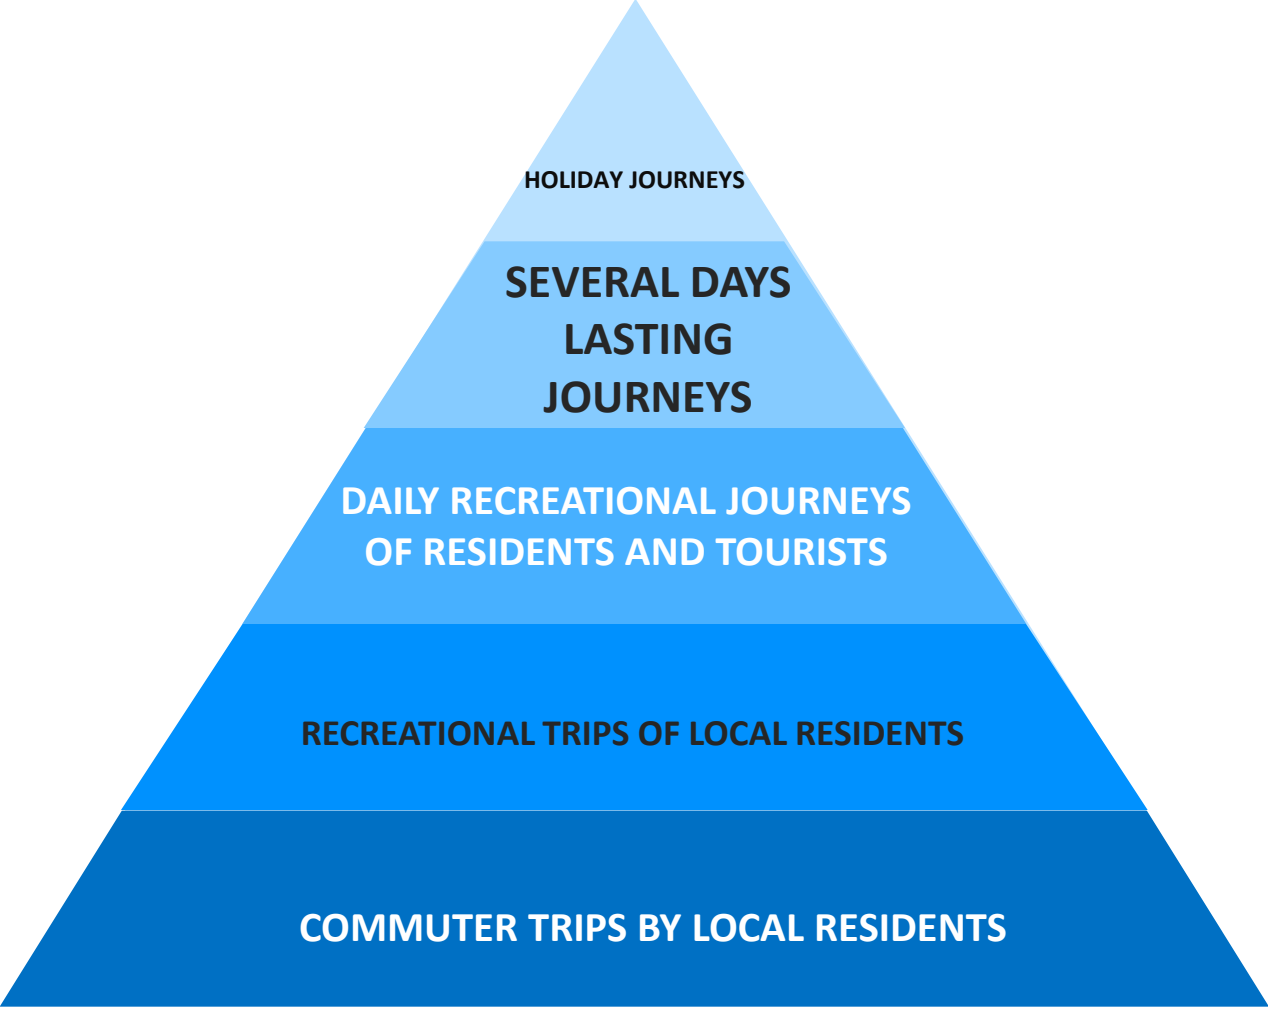 HOLIDAY JOURNEYS
SEVERAL DAYS
LASTING
JOURNEYS
DAILY RECREATIONAL JOURNEYS
OF RESIDENTS AND TOURISTS
RECREATIONAL TRIPS OF LOCAL RESIDENTS
COMMUTER TRIPS BY LOCAL RESIDENTS